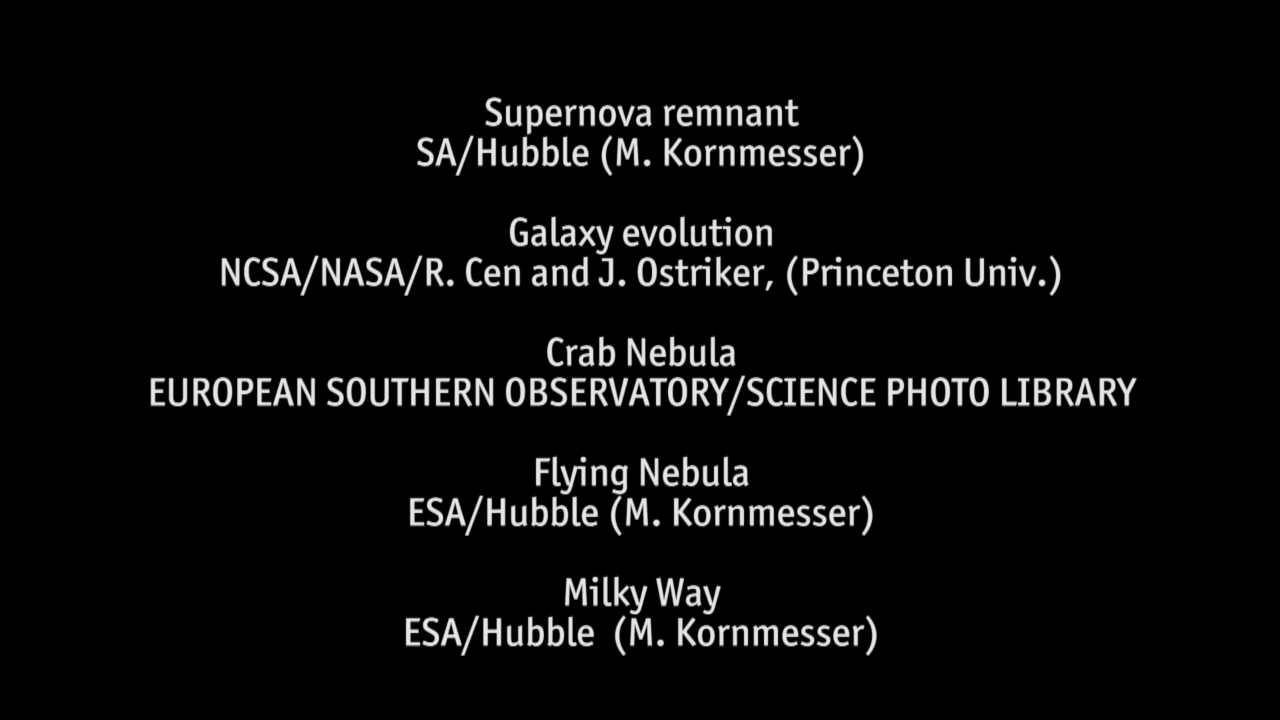 Supernova remnant
SA/Hubble (M. Kornmesser)
Galaxy evolution
NCSA/NASA/R. Cen and J. Ostriker, (Princeton Univ.)
Crab Nebula
EUROPEAN SOUTHERN OBSERVATORY/SCIENCE PHOTO LIBRARY
Flying Nebula
ESA/Hubble (M. Kornmesser)
Milky Way
ESA/Hubble  (M. Kornmesser)